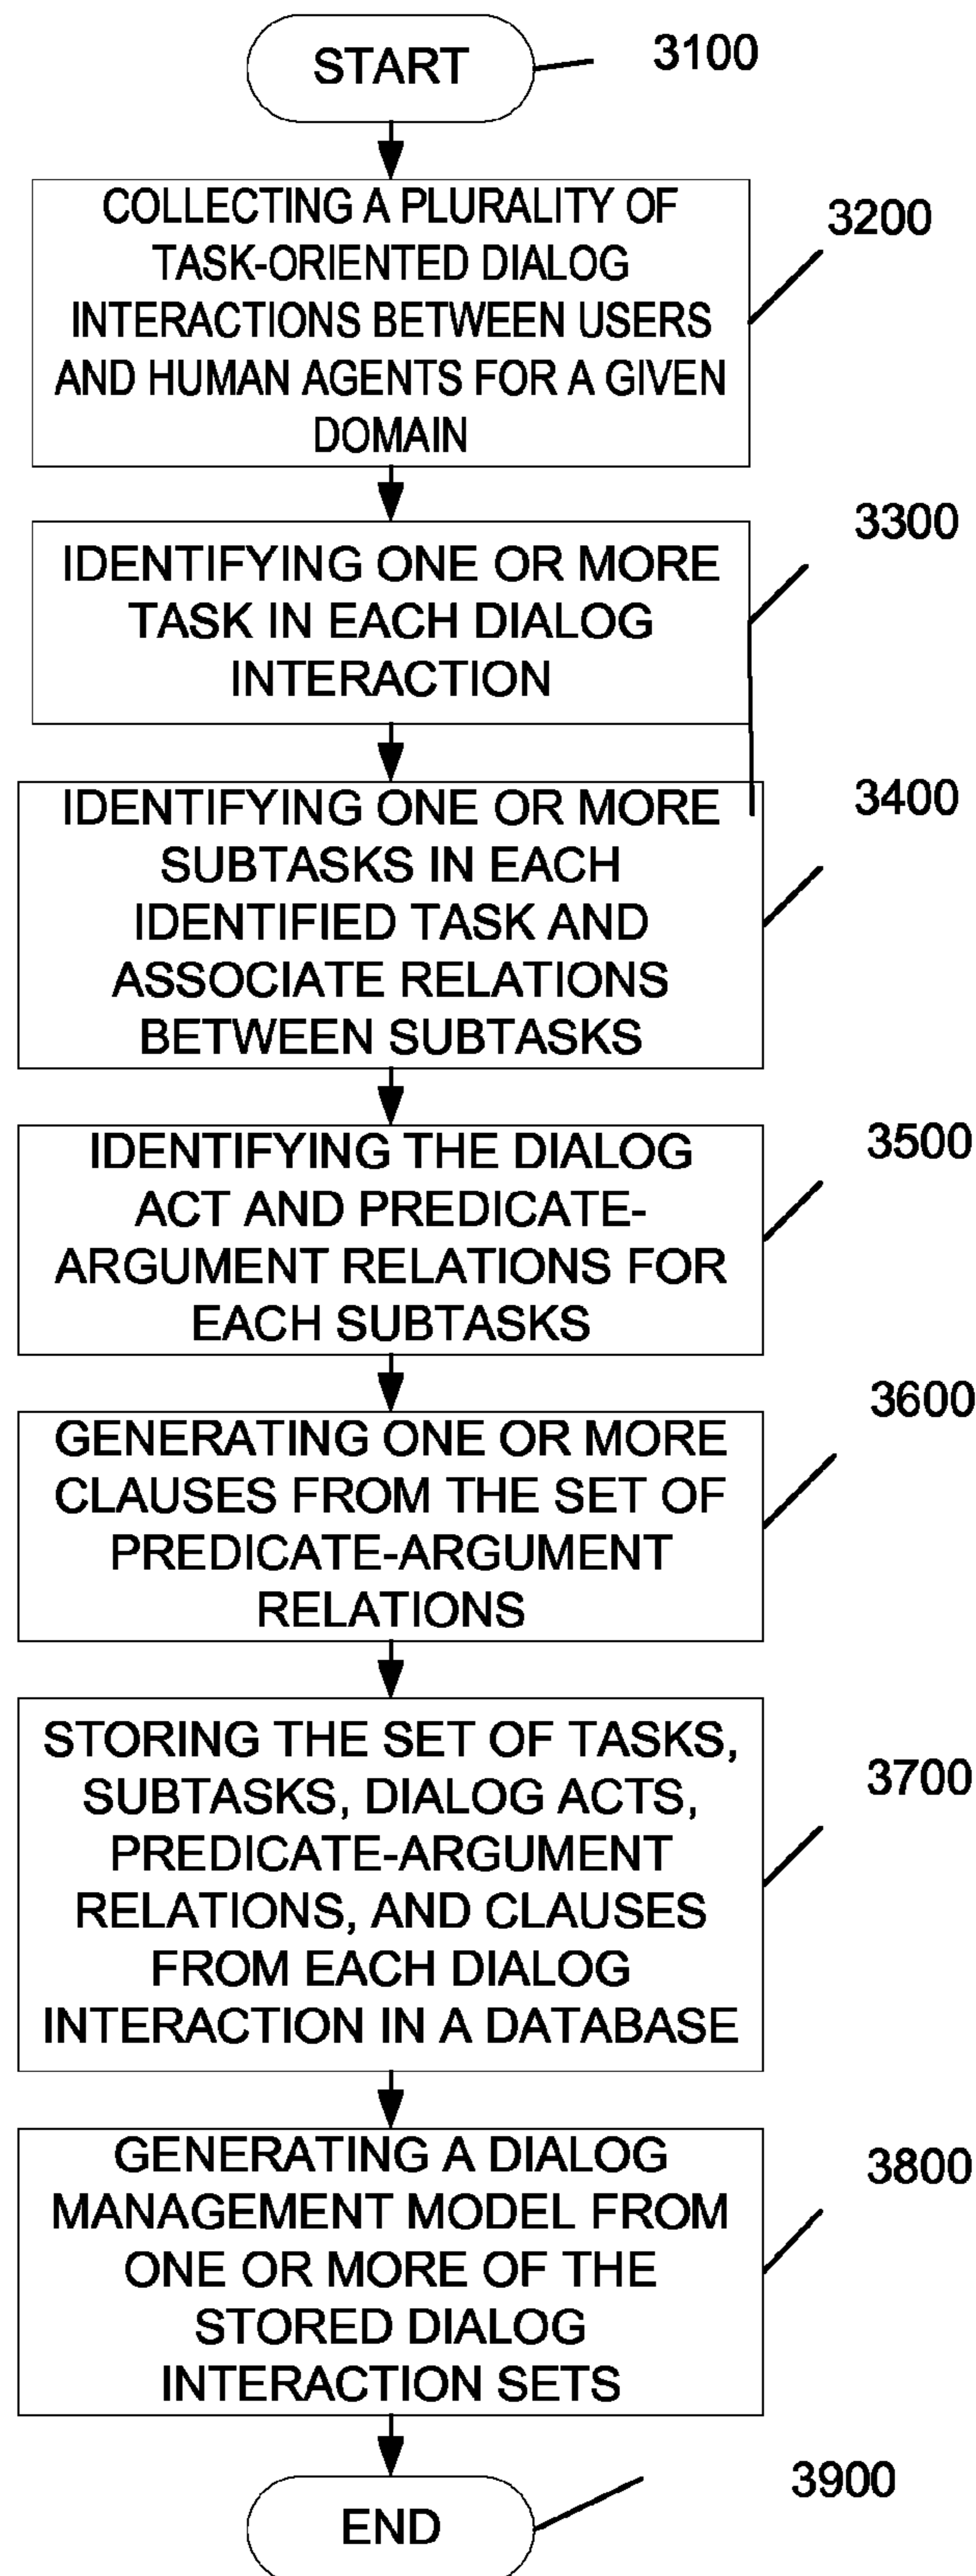 START
3100
COLLECTING A PLURALITY OF
TASK-ORIENTED DIALOG
INTERACTIONS BETWEEN USERS
AND HUMAN AGENTS FOR A GIVEN
DOMAIN
3200
IDENTIFYING ONE OR MORE
TASK IN EACH DIALOG
INTERACTION
3300
IDENTIFYING ONE OR MORE
SUBTASKS IN EACH
IDENTIFIED TASK AND
ASSOCIATE RELATIONS
BETWEEN SUBTASKS
3400
IDENTIFYING THE DIALOG
ACT AND PREDICATE-
ARGUMENT RELATIONS FOR
EACH SUBTASKS
3500
GENERATING ONE OR MORE
CLAUSES FROM THE SET OF
PREDICATE-ARGUMENT
RELATIONS
3600
STORING THE SET OF TASKS,
SUBTASKS, DIALOG ACTS,
PREDICATE-ARGUMENT
RELATIONS, AND CLAUSES
FROM EACH DIALOG
INTERACTION IN A DATABASE
3700
GENERATING A DIALOG
MANAGEMENT MODEL FROM
ONE OR MORE OF THE
STORED DIALOG
INTERACTION SETS
3800
END
3900